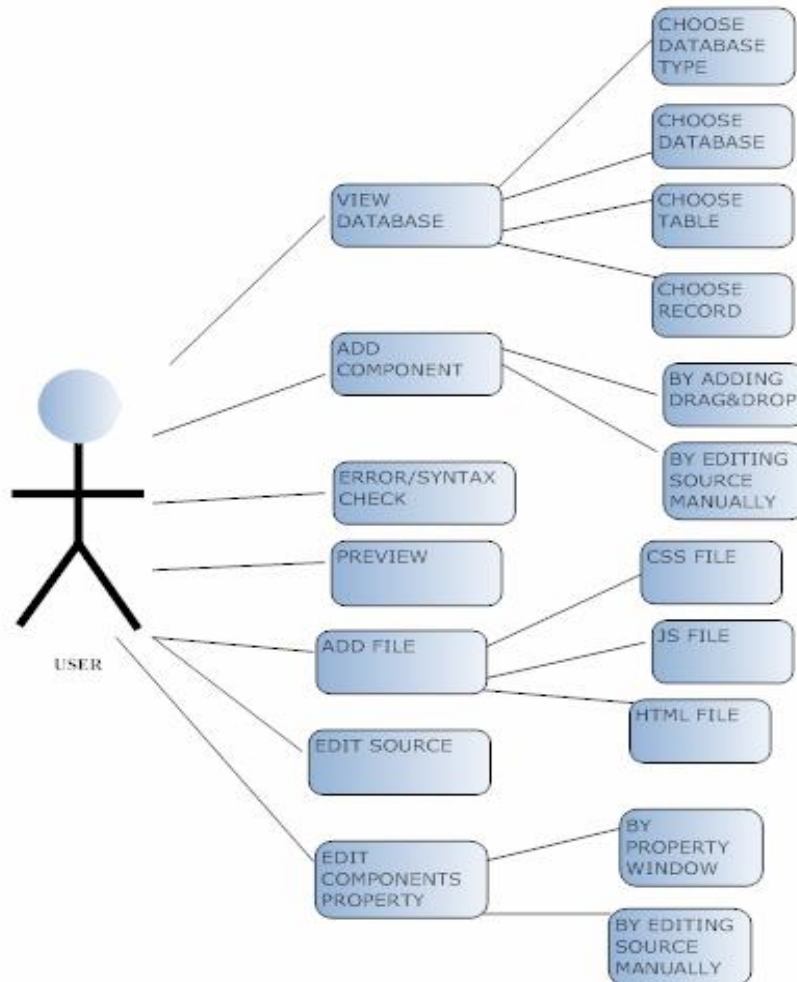 CHOOSE
DATABASE
TYPE
CHOOSE
DATABASE
VIEW
DATABASE
CHOOSE
TABLE
CHOOSE
RECORD
ADD
COMPONENT
BY ADDING
DRAG&DROP
BY EDITING
SOURCE
MANUALLY
ERROR/SYNTAX
CHECK
PREVIEW
CSS FILE
ADD FILE
JS FILE
HTML FILE
USER
EDIT SOURCE
EDIT
COMPONENTS
PROPERTY
BY
PROPERTY
WINDOW
BY EDITING
SOURCE
MANUALLY